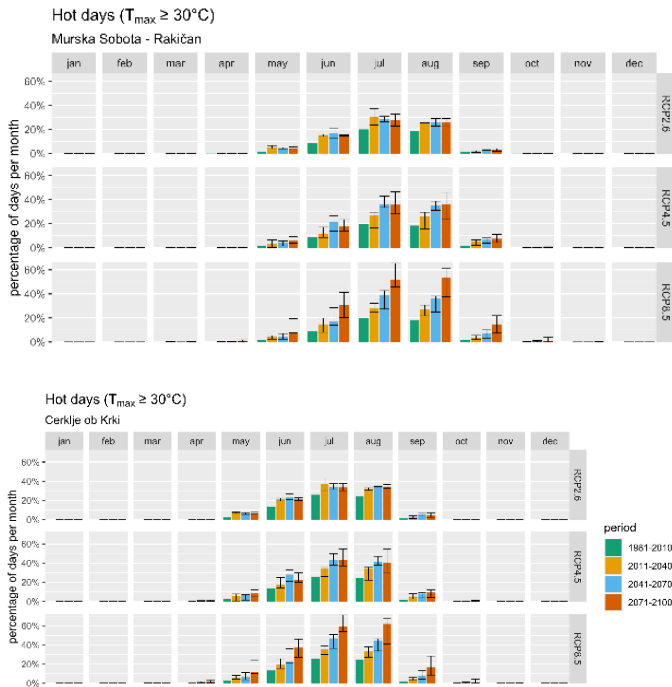 Hot days (Tmax ≥ 30°C)
Murska Sobota - Rakičan
jan feb mar apr may jun jul aug sep oct nov dec
percentage of days per month
60%
40%
20%
0%
RCP2.6
60%
40%
20%
0%
RCP4.5
60%
40%
20%
0%
RCP8.5
Hot days (Tmax ≥ 30°C)
Cerklje ob Krki
jan feb mar apr may jun jul aug sep oct nov dec
percentage of days per month
60%
40%
20%
0%
RCP2.6
60%
40%
20%
0%
RCP4.5
60%
40%
20%
0%
RCP8.5
period
1981-2010
2011-2040
2041-2070
2071-2100